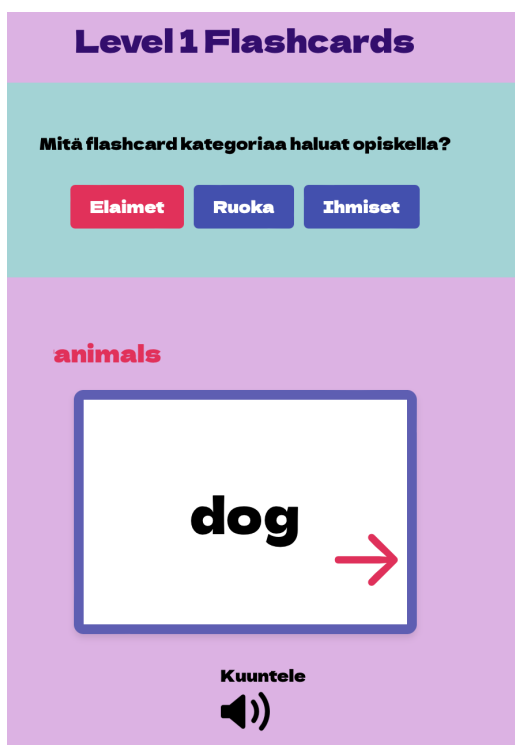 Level 1 Flashcards
Mitä flashcard kategoriaa haluat opiskella?
Elaimet Ruoka Ihmiset
animals
dog
Kuuntele